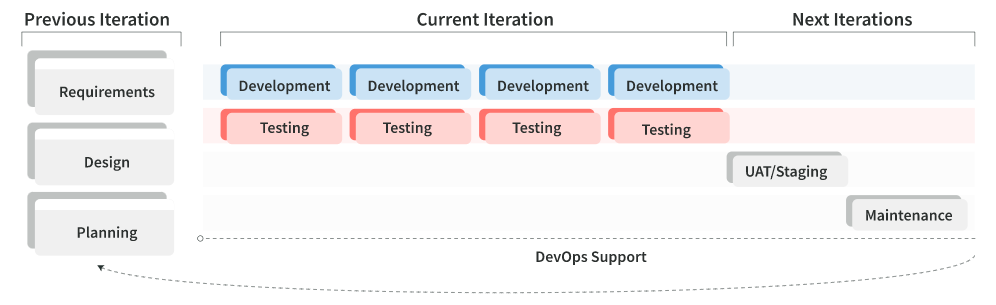 Previous Iteration
Current Iteration
Next Iterations
Requirements
Design
Planning
Development
Development
Development
Development
Testing
Testing
Testing
Testing
UAT/Staging
Maintenance
DevOps Support